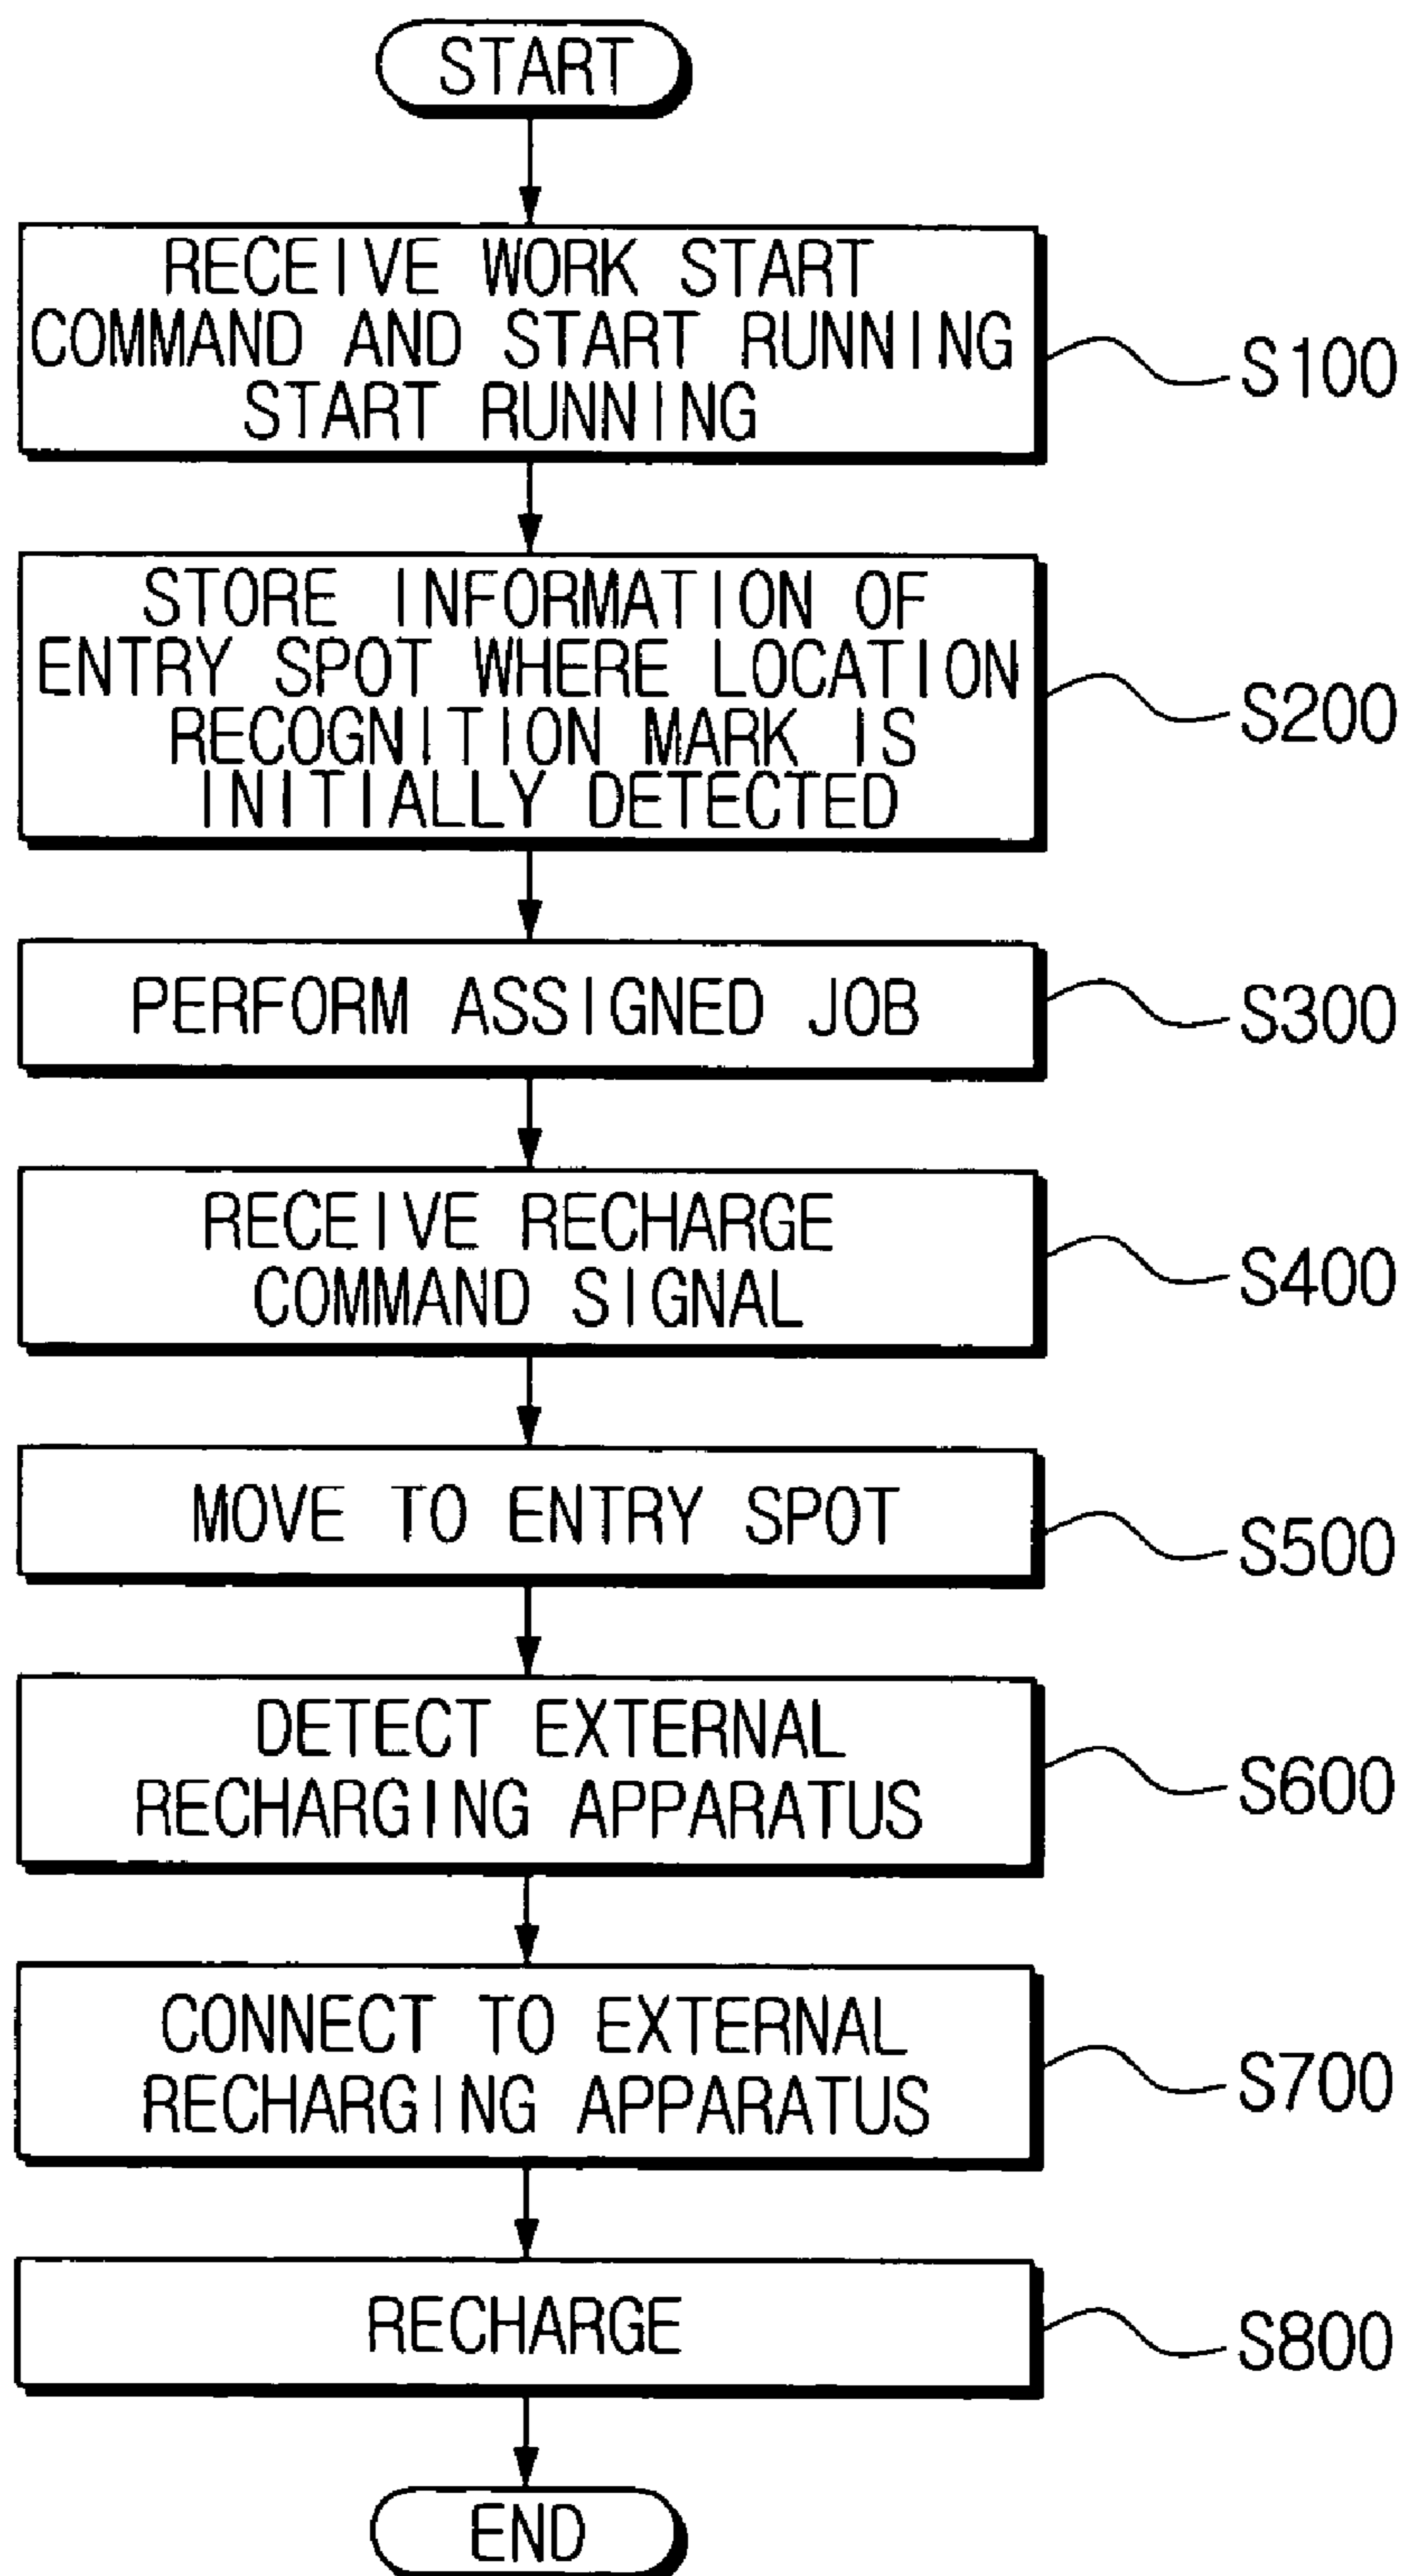 START
RECEIVE WORK START
COMMAND AND START RUNNING
START RUNNING
S100
STORE INFORMATION OF
ENTRY SPOT WHERE LOCATION
RECOGNITION MARK IS
INITIALLY DETECTED
S200
PERFORM ASSIGNED JOB
S300
RECEIVE RECHARGE
COMMAND SIGNAL
S400
MOVE TO ENTRY SPOT
S500
DETECT EXTERNAL
RECHARGING APPARATUS
S600
CONNECT TO EXTERNAL
RECHARGING APPARATUS
S700
RECHARGE
S800
END